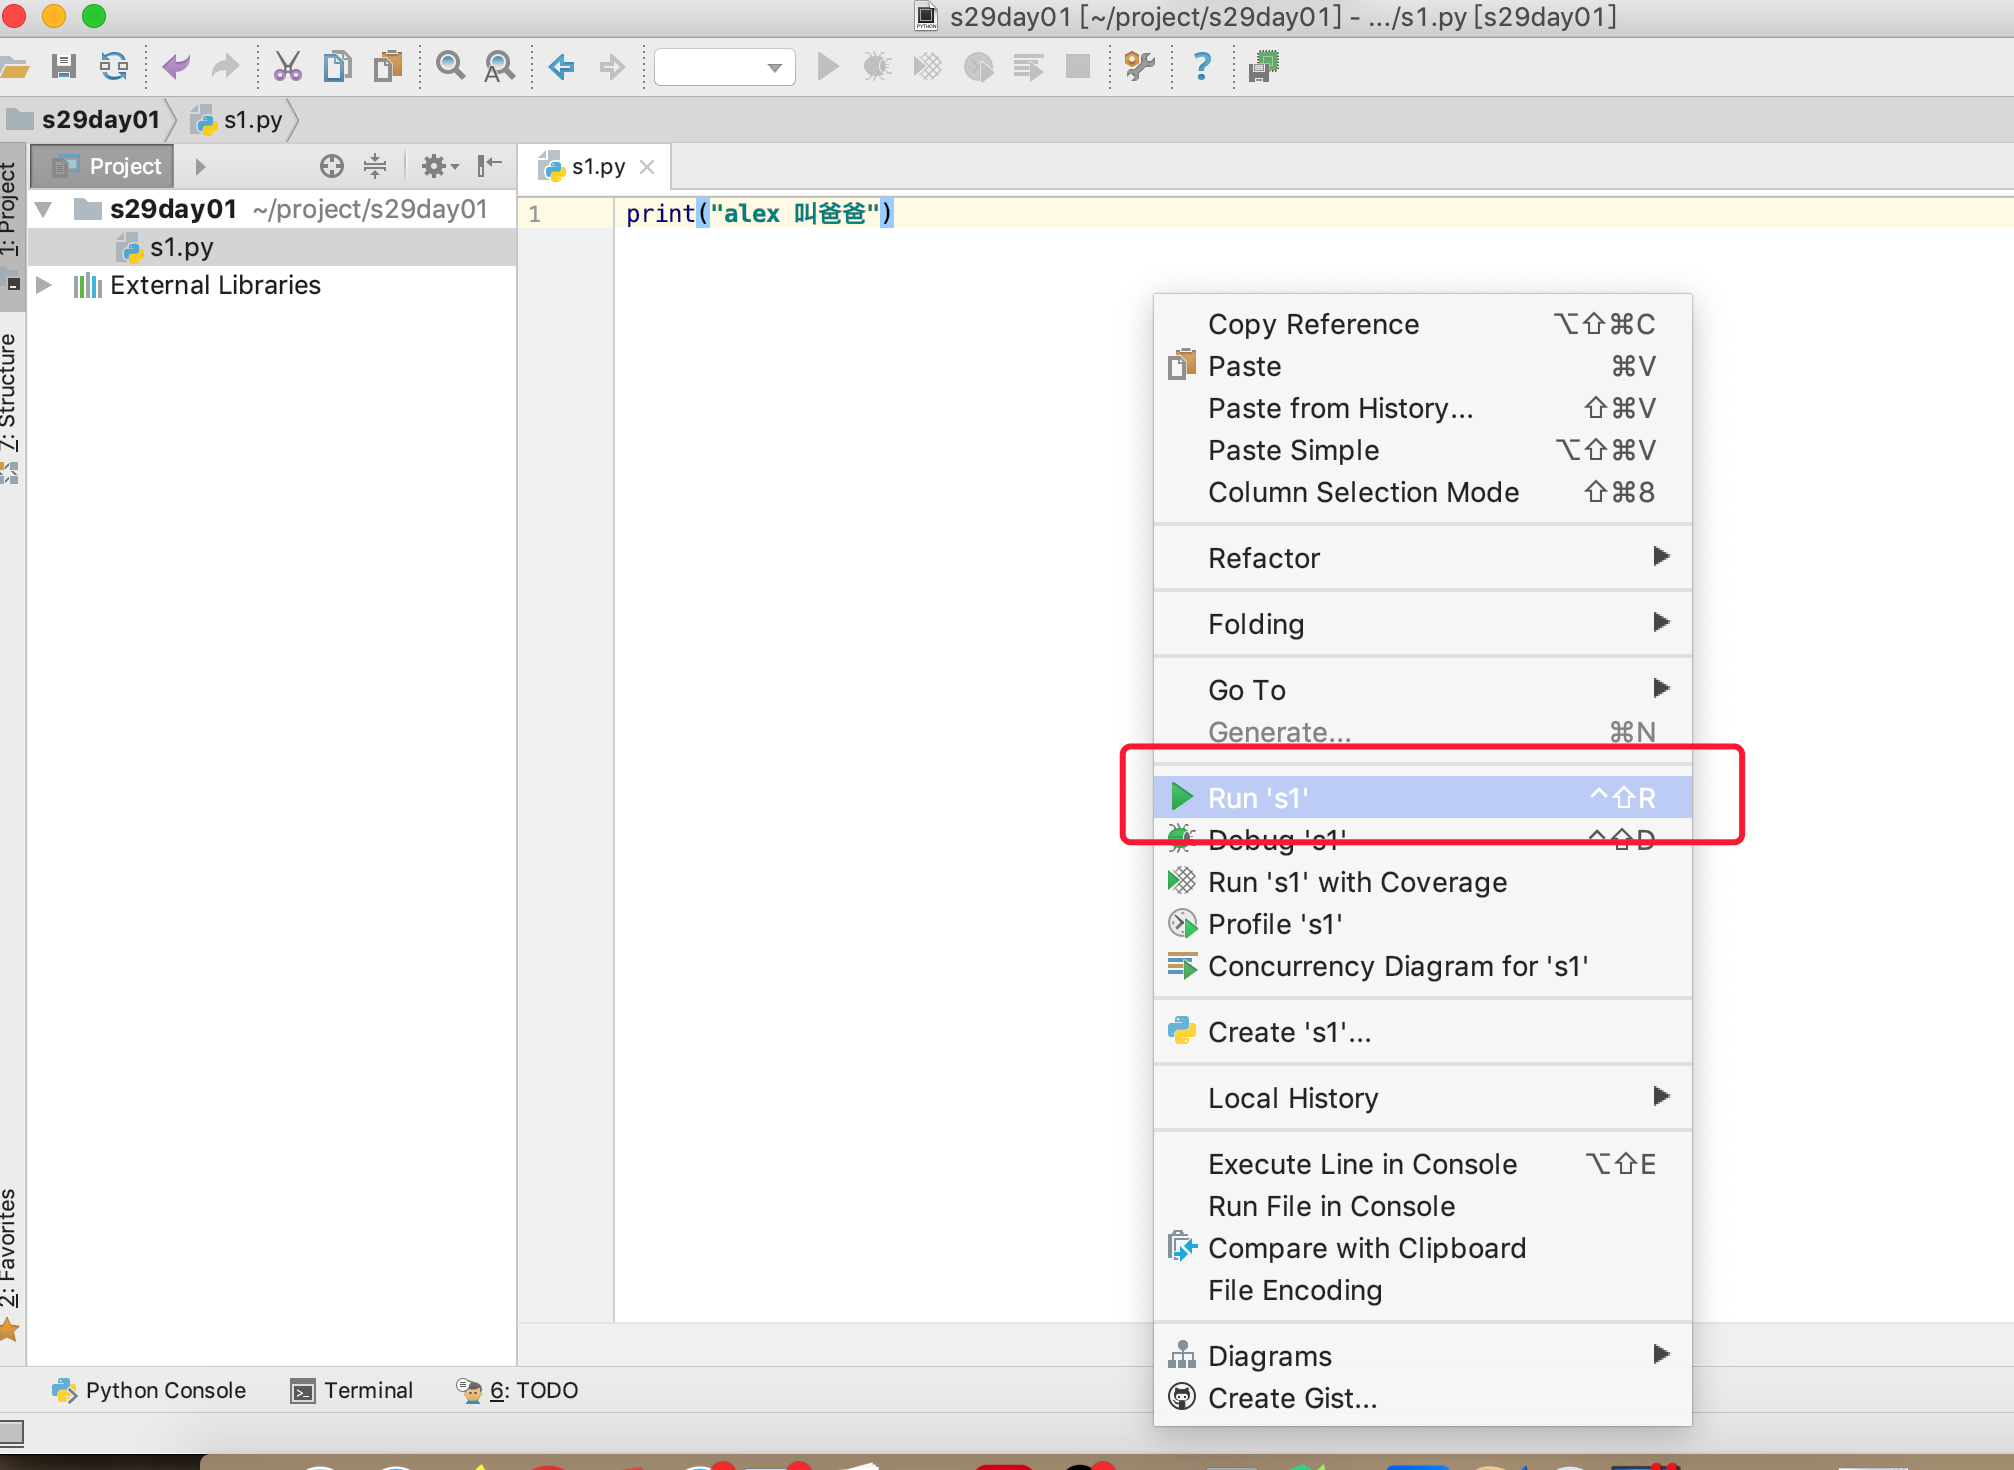 s29day01 [~/project/s29day01] - .../s1.py [s29day01]
s29day01 s1.py
Project
s1.py
s29day01 ~/project/s29day01
s1.py
External Libraries
1: Project
7: Structure
2: Favorites
1 print("alex 叫爸爸")
Copy Reference ⌥⇧⌘C
Paste ⌘V
Paste from History... ⇧⌘V
Paste Simple ⌥⇧⌘V
Column Selection Mode ⇧⌘8
Refactor
Folding
Go To
Generate... ⌘N
Run 's1' ^⇧R
Debug 's1' ^⇧D
Run 's1' with Coverage
Profile 's1'
Concurrency Diagram for 's1'
Create 's1'...
Local History
Execute Line in Console ⌥⇧E
Run File in Console
Compare with Clipboard
File Encoding
Diagrams
Create Gist...
Python Console Terminal 6: TODO